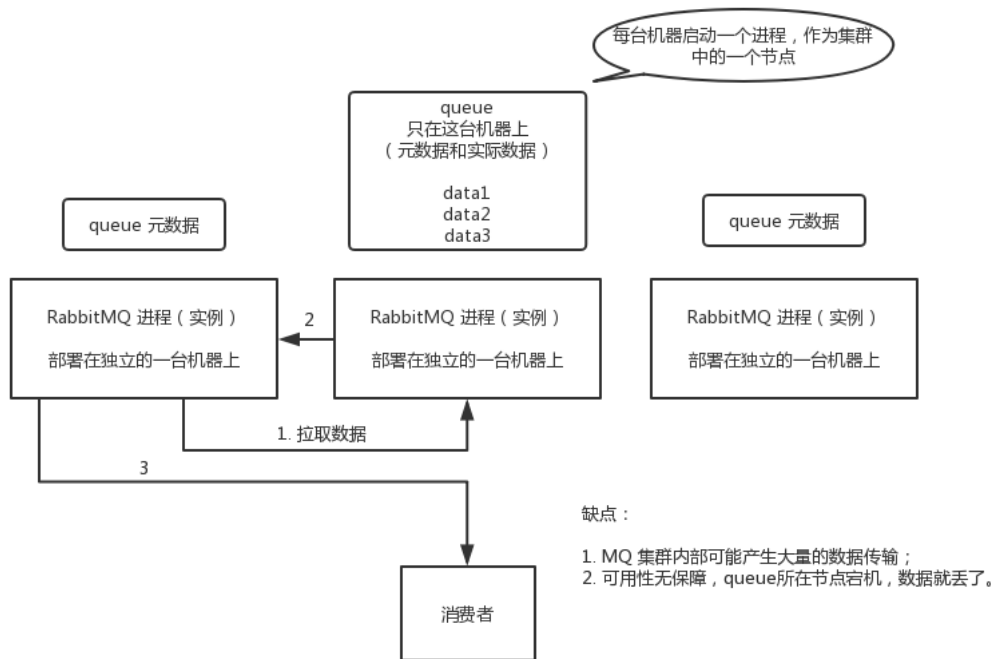 每台机器启动一个进程，作为集群
中的一个节点
queue
只在这台机器上
（元数据和实际数据）
data1
data2
data3
queue 元数据
queue 元数据
RabbitMQ 进程（实例）
部署在独立的一台机器上
RabbitMQ 进程（实例）
部署在独立的一台机器上
RabbitMQ 进程（实例）
部署在独立的一台机器上
2
1. 拉取数据
3
缺点：
1. MQ 集群内部可能产生大量的数据传输；
2. 可用性无保障，queue所在节点宕机，数据就丢了。
消费者